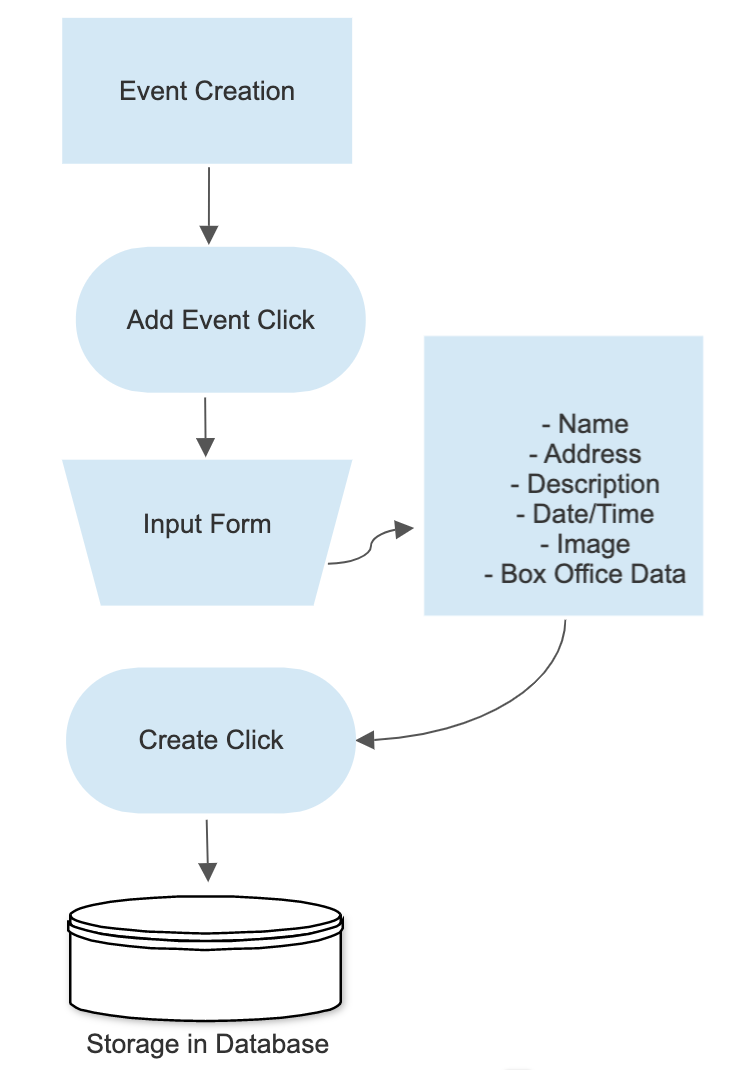 Event Creation
Add Event Click
Input Form
- Name
- Address
- Description
- Date/Time
- Image
- Box Office Data
Create Click
Storage in Database